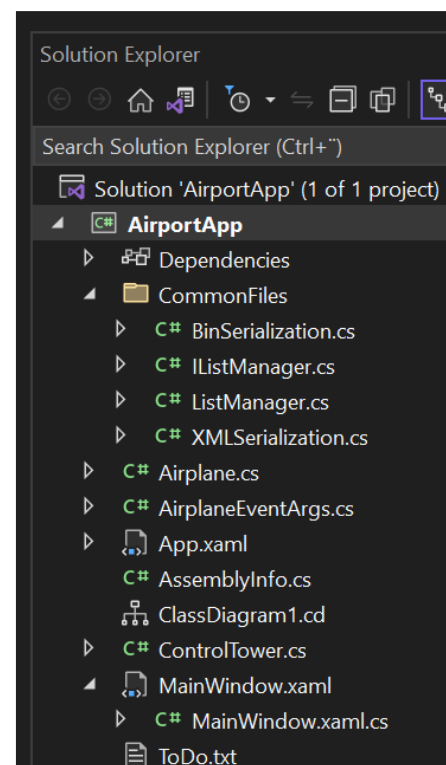 Solution Explorer
Search Solution Explorer (Ctrl+¨)
Solution 'AirportApp' (1 of 1 project)
C# AirportApp
Dependencies
CommonFiles
C# BinSerialization.cs
C# IListManager.cs
C# ListManager.cs
C# XMLSerialization.cs
C# Airplane.cs
C# AirplaneEventArgs.cs
App.xaml
C# AssemblyInfo.cs
ClassDiagram1.cd
C# ControlTower.cs
MainWindow.xaml
C# MainWindow.xaml.cs
ToDo.txt